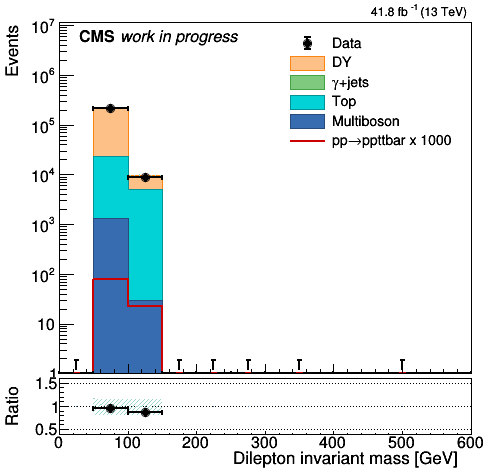 41.8 fb⁻¹ (13 TeV)
CMS work in progress
Events
10⁷
10⁶
10⁵
10⁴
10³
10²
10
1
Data
DY
γ+jets
Top
Multiboson
pp→ppttbar x 1000
Ratio
1.5
1
0.5
0 100 200 300 400 500 600
Dilepton invariant mass [GeV]